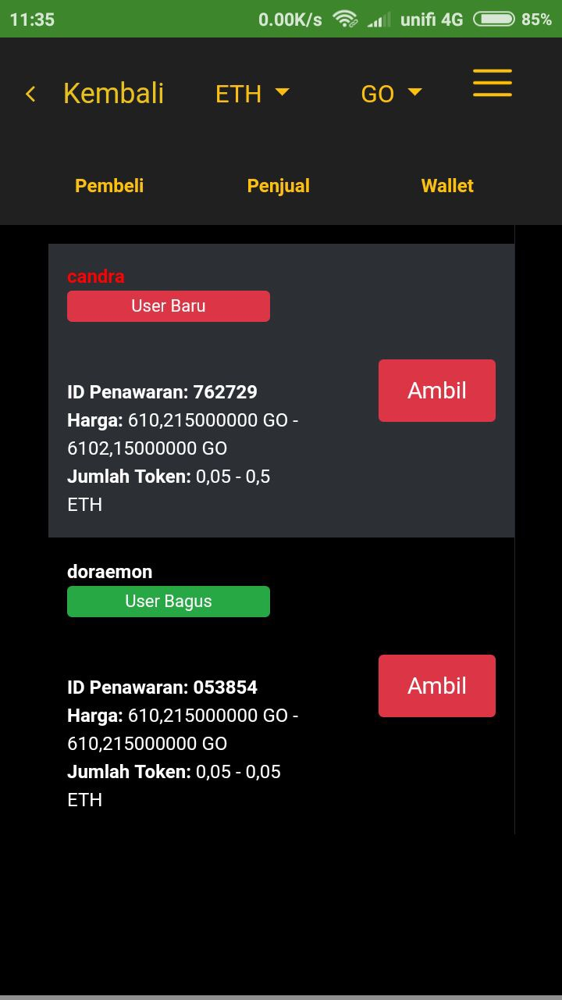 11:35 0.00K/s unifi 4G 85%
Kembali ETH GO
Pembeli Penjual Wallet
candra
User Baru
Ambil
ID Penawaran: 762729
Harga: 610,215000000 GO -
6102,15000000 GO
Jumlah Token: 0,05 - 0,5
ETH
doraemon
User Bagus
Ambil
ID Penawaran: 053854
Harga: 610,215000000 GO -
610,215000000 GO
Jumlah Token: 0,05 - 0,05
ETH